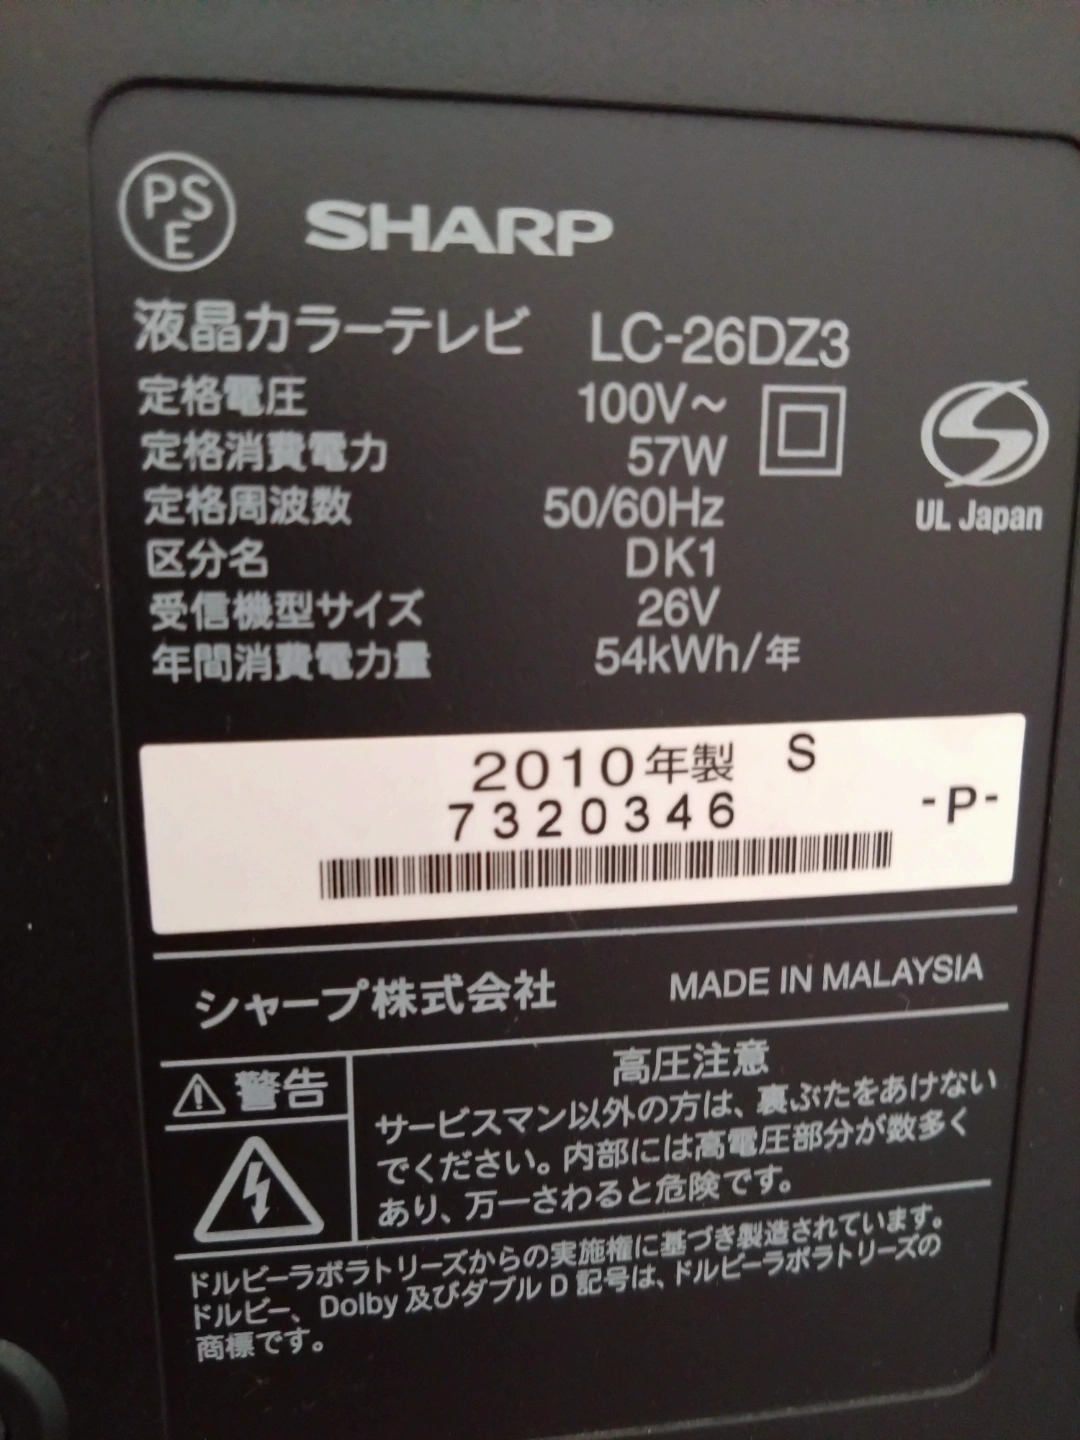 PS
E
SHARP
液晶カラーテレビ LC-26DZ3
定格電圧 100V～
定格消費電力 57W
定格周波数 50/60Hz
区分名 DK1
受信機型サイズ 26V
年間消費電力量 54kWh/年
UL Japan
2010年製 S
7320346 -P-
シャープ株式会社 MADE IN MALAYSIA
警告
高圧注意
サービスマン以外の方は、裏ぶたをあけない
でください。内部には高電圧部分が数多く
あり、万一さわると危険です。
ドルビーラボラトリーズからの実施権に基づき製造されています。
ドルビー、Dolby 及びダブル D 記号は、ドルビーラボラトリーズの
商標です。